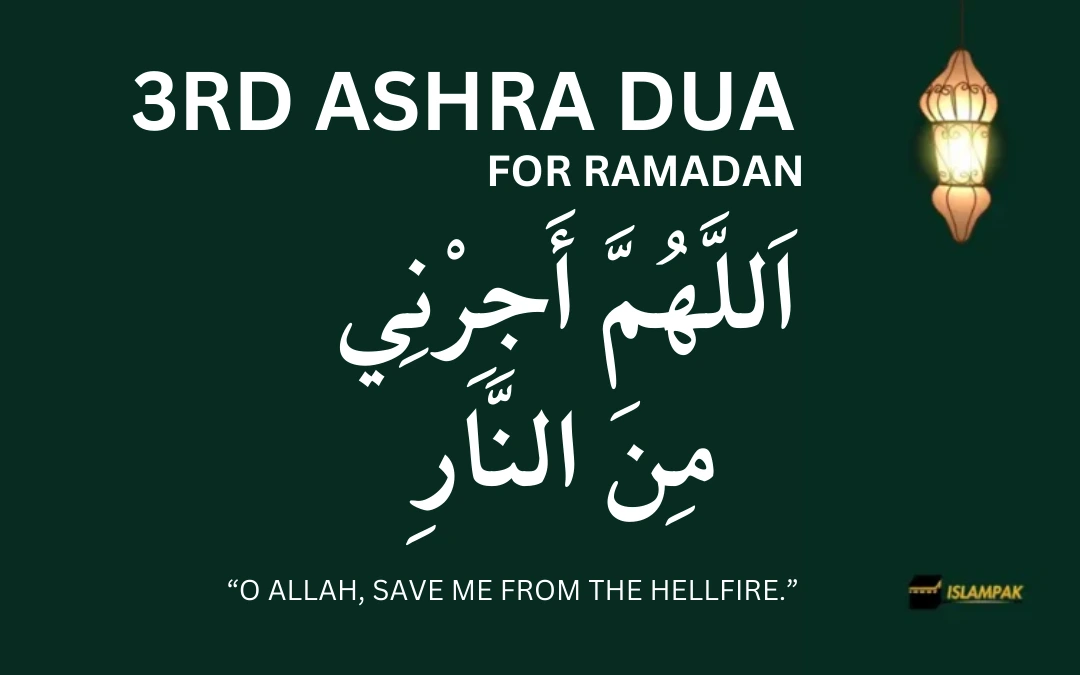 3RD ASHRA DUA
FOR RAMADAN
اَللَّهُمَّ أَجِرْنِي
مِنَ النَّارِ
“O ALLAH, SAVE ME FROM THE HELLFIRE.”
ISLAMPAK